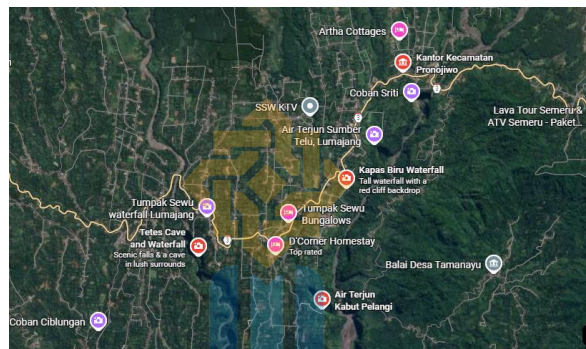 Artha Cottages
Kantor Kecamatan
Pronojiwo
Coban Sriti
3
SSW KTV
Lava Tour Semeru &
ATV Semeru - Paket...
3
Air Terjun Sumber
Telu, Lumajang
Kapas Biru Waterfall
Tall waterfall with a
red cliff backdrop
Tumpak Sewu
waterfall Lumajang
Tumpak Sewu
Bungalows
Tetes Cave
and Waterfall
Scenic falls & a cave
in lush surrounds
3
D'Corner Homestay
Top rated
Balai Desa Tamanayu
Air Terjun
Kabut Pelangi
Coban Ciblungan